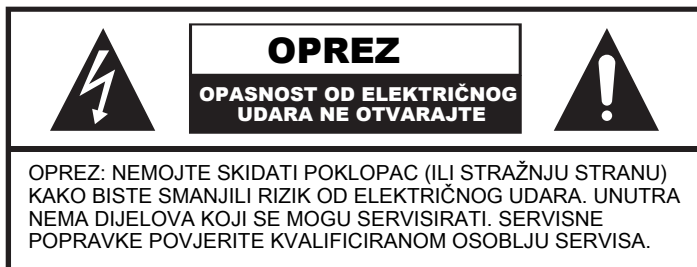 OPREZ
OPASNOST OD ELEKTRIČNOG
UDARA NE OTVARAJTE
OPREZ: NEMOJTE SKIDATI POKLOPAC (ILI STRAŽNJU STRANU)
KAKO BISTE SMANJILI RIZIK OD ELEKTRIČNOG UDARA. UNUTRA
NEMA DIJELOVA KOJI SE MOGU SERVISIRATI. SERVISNE
POPRAVKE POVJERITE KVALIFICIRANOM OSOBLJU SERVISA.